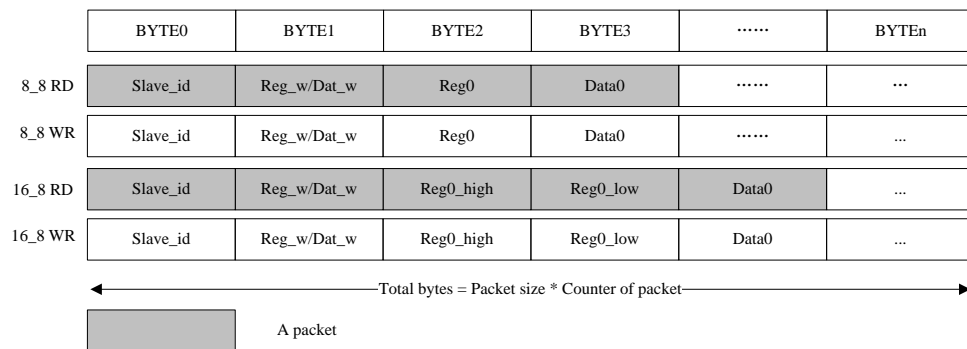 BYTE0 BYTE1 BYTE2 BYTE3 …… BYTEn
8_8 RD Slave_id Reg_w/Dat_w Reg0 Data0 …… …
8_8 WR Slave_id Reg_w/Dat_w Reg0 Data0 …… ...
16_8 RD Slave_id Reg_w/Dat_w Reg0_high Reg0_low Data0 ...
16_8 WR Slave_id Reg_w/Dat_w Reg0_high Reg0_low Data0 ...
Total bytes = Packet size * Counter of packet
A packet